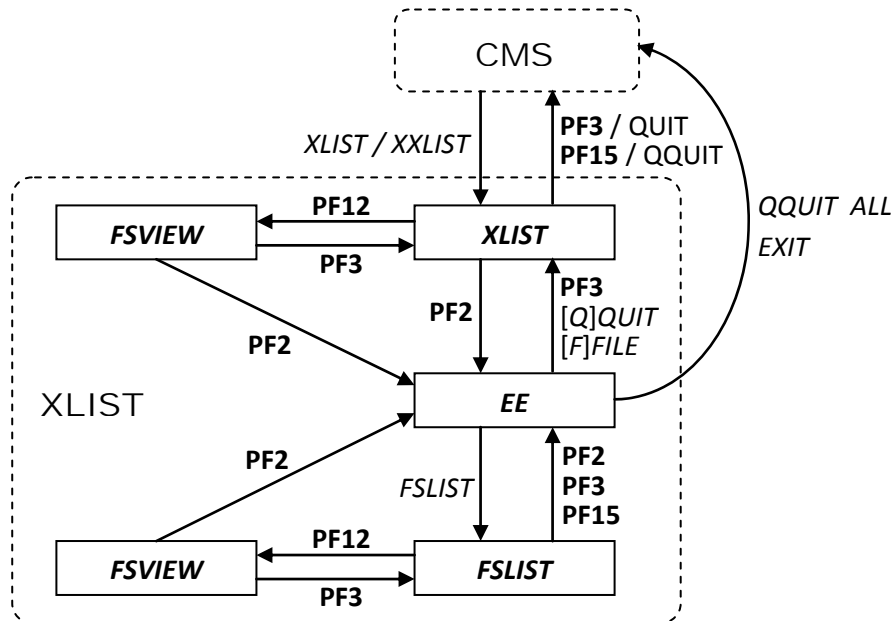 CMS
XLIST / XXLIST
PF3 / QUIT
PF15 / QQUIT
QQUIT ALL
EXIT
FSVIEW
PF12
PF3
XLIST
PF2
PF2
PF3
[Q]QUIT
[F]FILE
XLIST
EE
PF2
FSLIST
PF2
PF3
PF15
FSVIEW
PF12
PF3
FSLIST